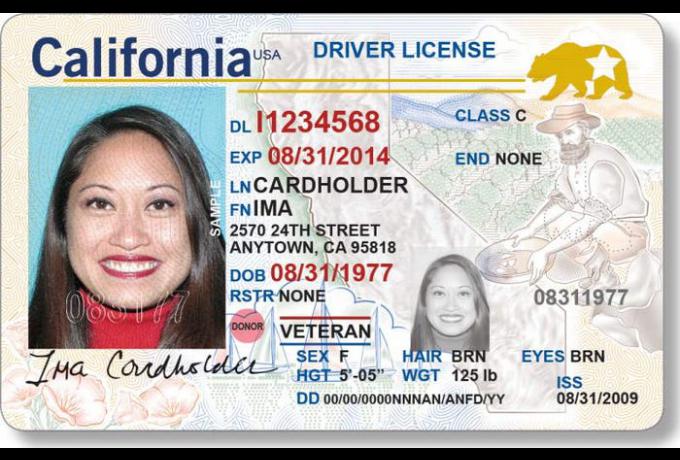 California USA DRIVER LICENSE
DL I1234568 CLASS C
EXP 08/31/2014 END NONE
LN CARDHOLDER
FN IMA
2570 24TH STREET
ANYTOWN, CA 95818
DOB 08/31/1977
RSTR NONE 08311977
SAMPLE
083177
DONOR VETERAN
Ima Cardholder
SEX F HAIR BRN EYES BRN
HGT 5'-05" WGT 125 lb ISS
DD 00/00/0000NNNAN/ANFD/YY 08/31/2009